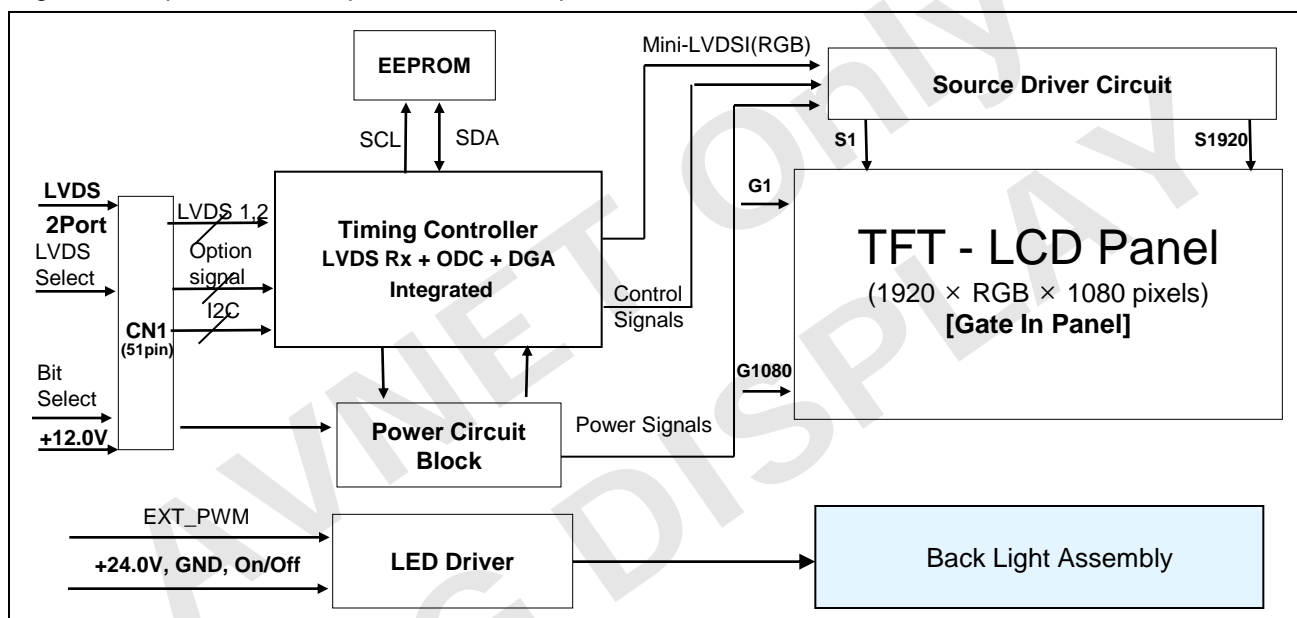 EEPROM
SCL
SDA
Mini-LVDSI(RGB)
Source Driver Circuit
S1
S1920
LVDS
2Port
LVDS
Select
Bit
Select
+12.0V
CN1
(51pin)
LVDS 1,2
Option
signal
I2C
Timing Controller
LVDS Rx + ODC + DGA
Integrated
Control
Signals
G1
G1080
TFT - LCD Panel
(1920 × RGB × 1080 pixels)
[Gate In Panel]
Power Circuit
Block
Power Signals
EXT_PWM
+24.0V, GND, On/Off
LED Driver
Back Light Assembly
AVNET Only
G DISPLAY